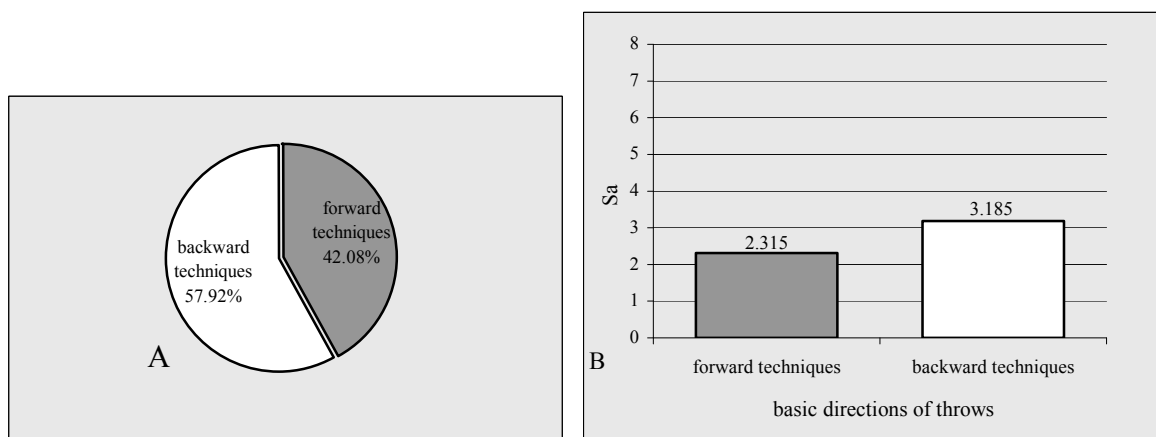 forward
techniques
42.08%
backward
techniques
57.92%
A
8
7
6
5
4
3
2
1
0
Sa
2.315
3.185
forward techniques
backward techniques
basic directions of throws
B